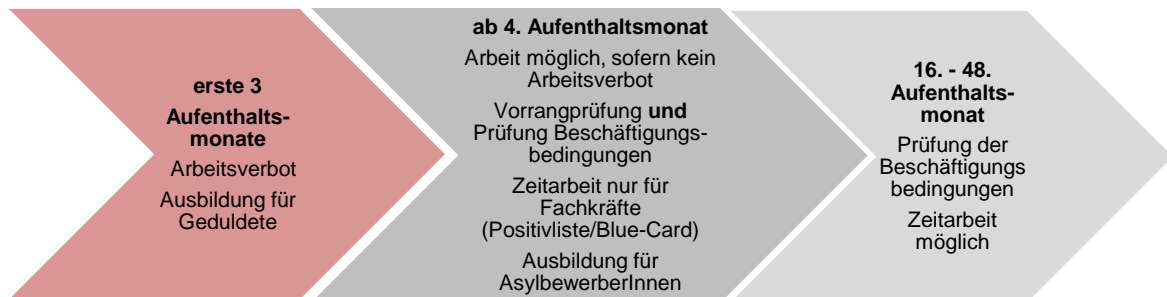 erste 3
Aufenthalts-
monate
Arbeitsverbot
Ausbildung für
Geduldete
ab 4. Aufenthaltsmonat
Arbeit möglich, sofern kein
Arbeitsverbot
Vorrangprüfung und
Prüfung Beschäftigungs-
bedingungen
Zeitarbeit nur für
Fachkräfte
(Positivliste/Blue-Card)
Ausbildung für
AsylbewerberInnen
16. - 48.
Aufenthalts-
monat
Prüfung der
Beschäftigungs
bedingungen
Zeitarbeit
möglich